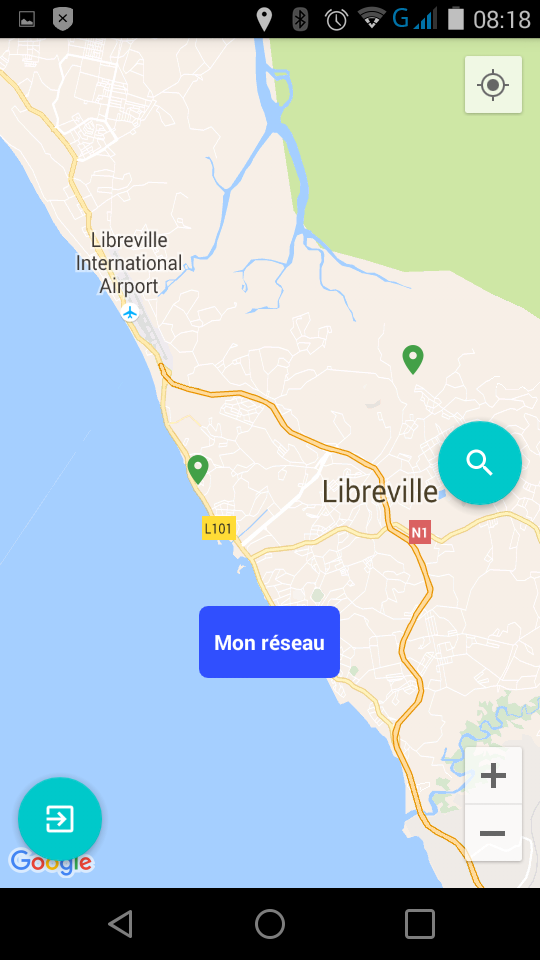 G
08:18
Libreville
International
Airport
Libreville
L101
N1
Mon réseau
Google